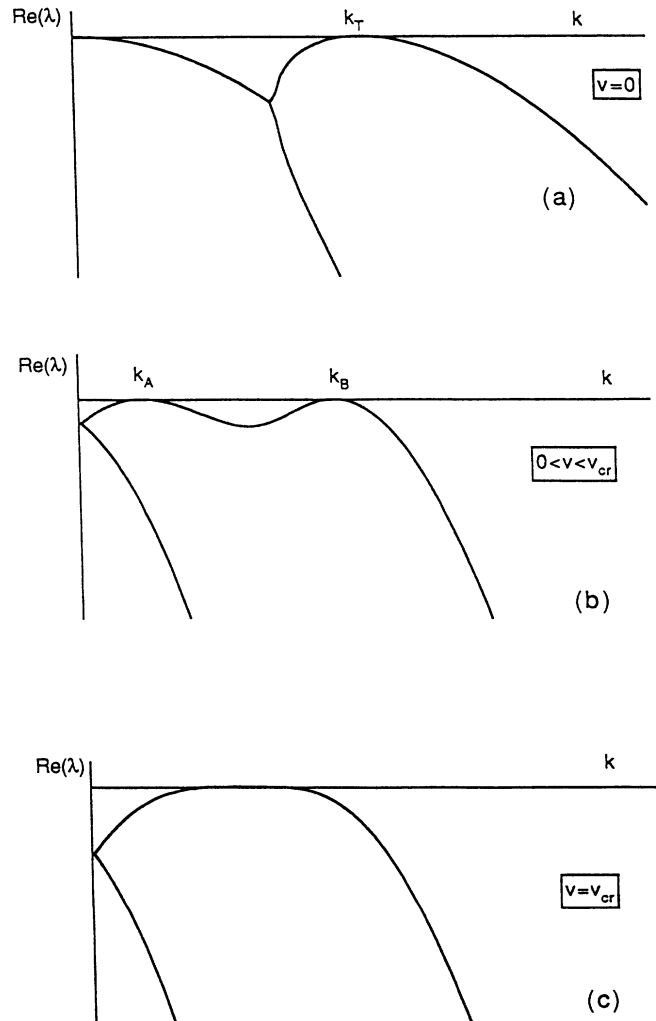 Re(λ) k_T k
v=0
(a)
Re(λ) k_A k_B k
0<v<v_cr
(b)
Re(λ) k
v=v_cr
(c)